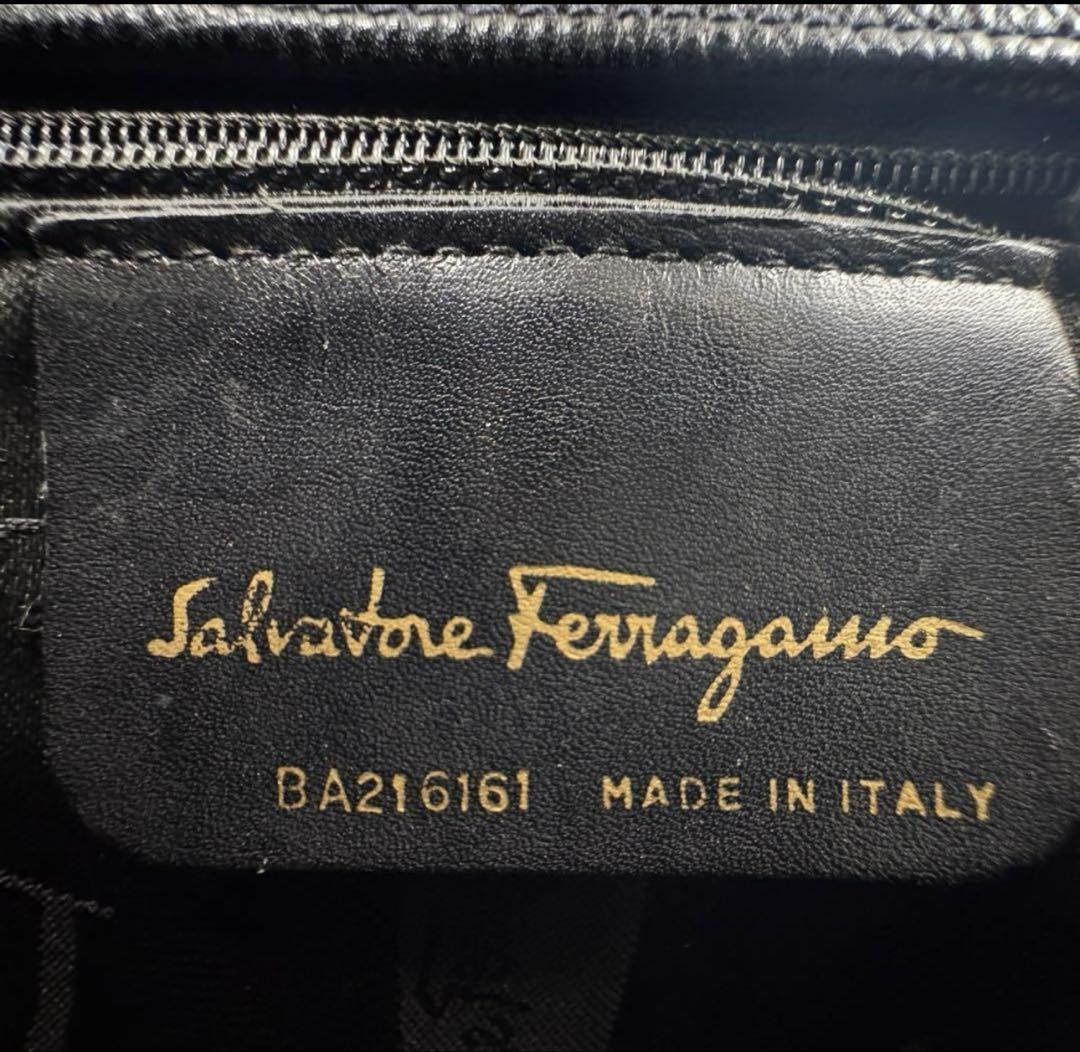 Salvatore Ferragamo
BA216161 MADE IN ITALY